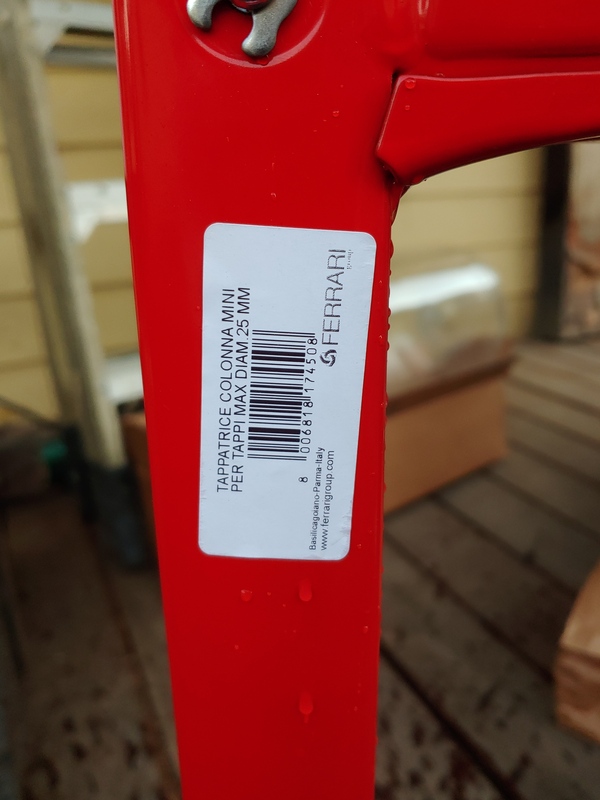 TAPPATRICE COLONNA MINI
PER TAPPI MAX DIAM.25 MM
8 006818 174508
FERRARI
group
Basilicagoiano-Parma-Italy
www.ferrarigroup.com